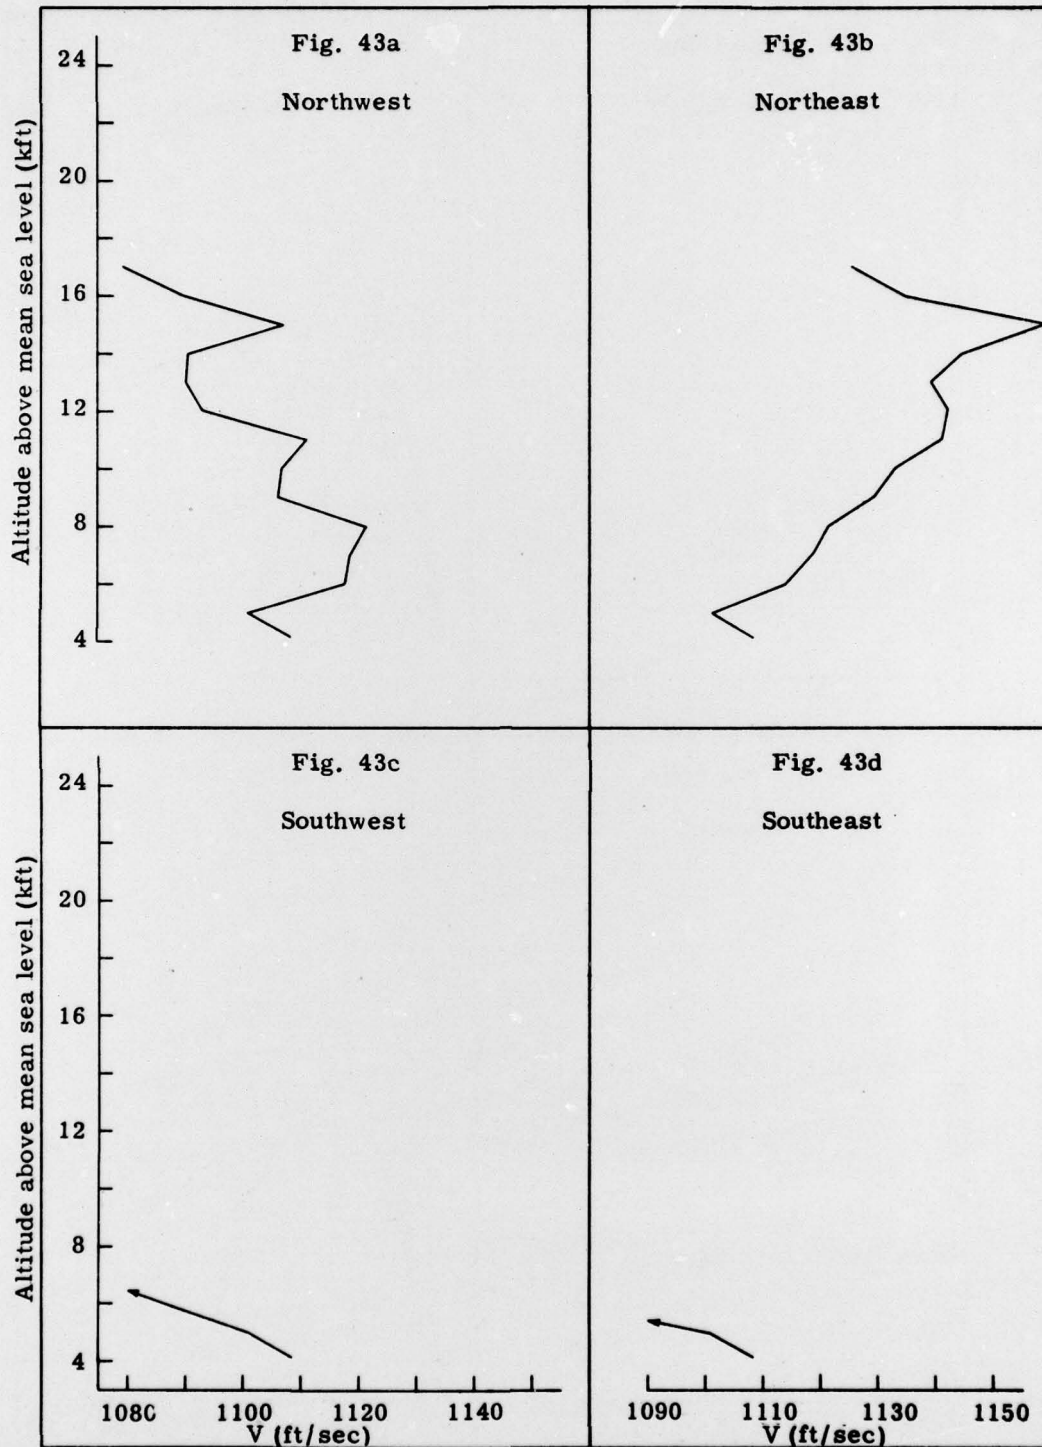 Fig. 43a
Northwest
Altitude above mean sea level (kft)
24
20
16
12
8
4
Fig. 43b
Northeast
Fig. 43c
Southwest
Altitude above mean sea level (kft)
24
20
16
12
8
4
1080 1100 1120 1140
V (ft/sec)
Fig. 43d
Southeast
1090 1110 1130 1150
V (ft/sec)